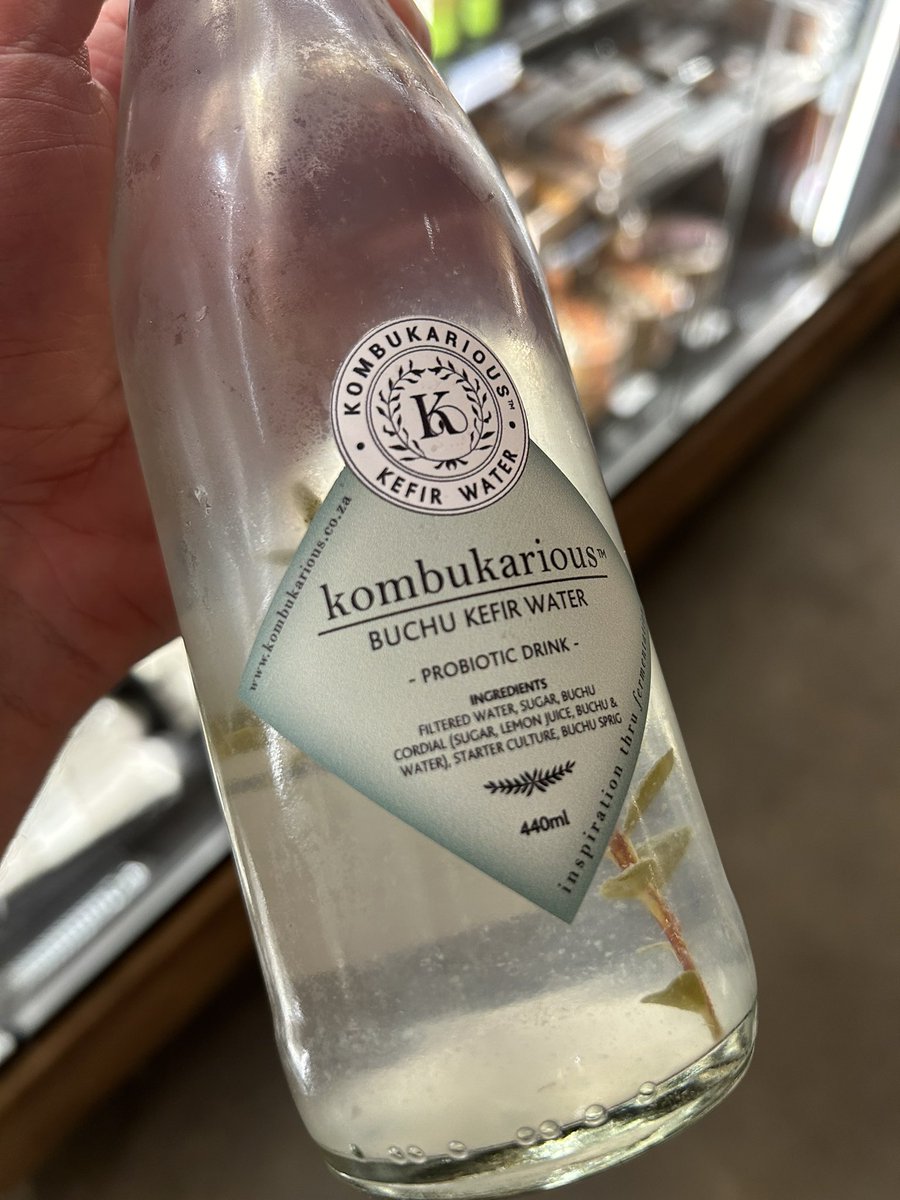 KOMBUKARIOUS™
K
• KEFIR WATER •
www.kombukarious.co.za
kombukarious™
BUCHU KEFIR WATER
- PROBIOTIC DRINK -
INGREDIENTS
FILTERED WATER, SUGAR, BUCHU
CORDIAL (SUGAR, LEMON JUICE, BUCHU &
WATER), STARTER CULTURE, BUCHU SPRIG
440ml
inspiration thru